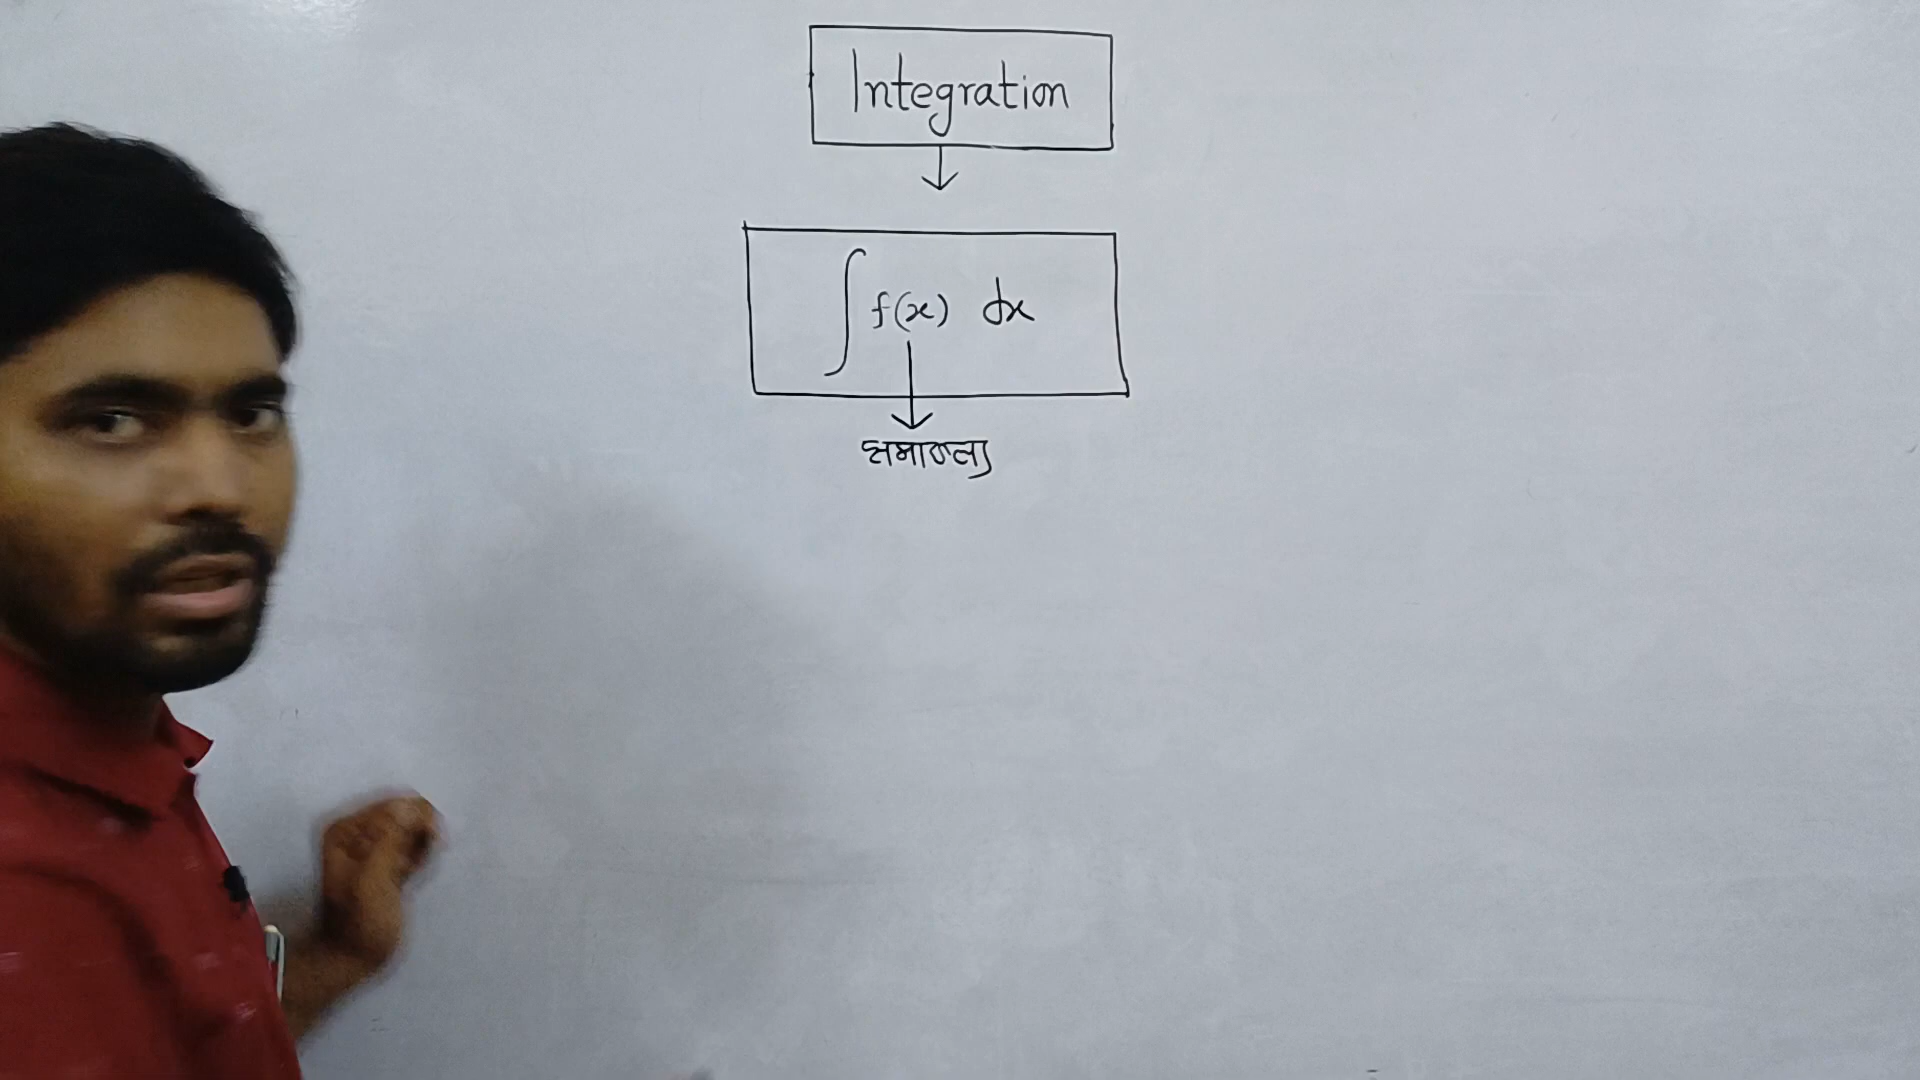 Integration
∫ f(x) dx
समाकल्य